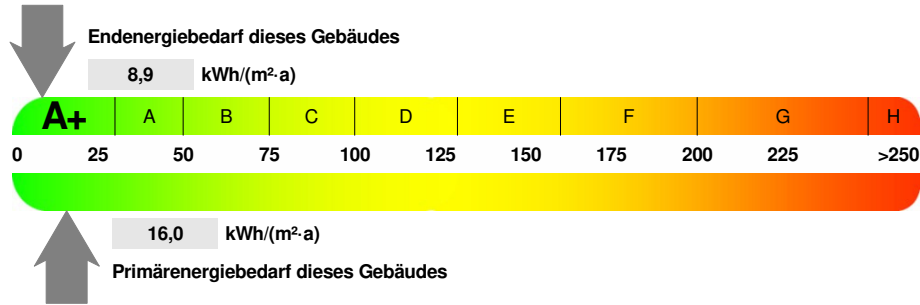 Endenergiebedarf dieses Gebäudes
8,9 kWh/(m²·a)
A+ A B C D E F G H
0 25 50 75 100 125 150 175 200 225 >250
16,0 kWh/(m²·a)
Primärenergiebedarf dieses Gebäudes